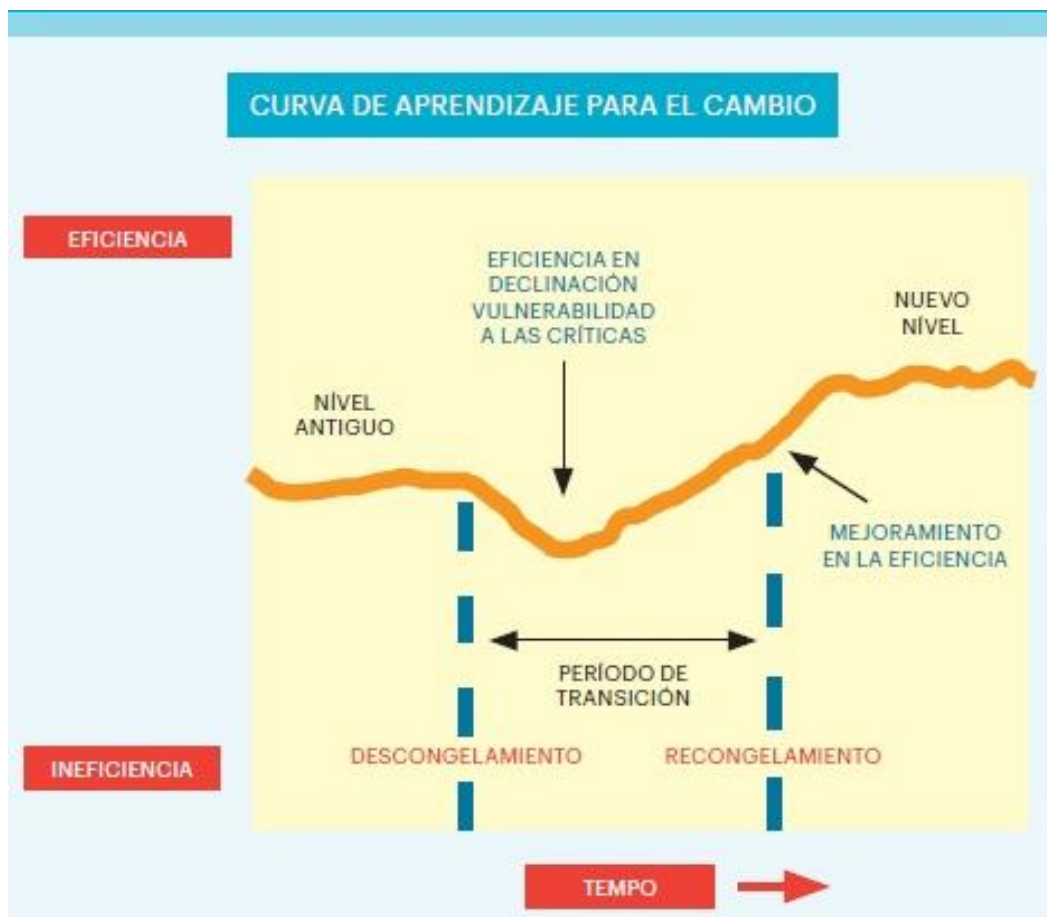 CURVA DE APRENDIZAJE PARA EL CAMBIO
EFICIENCIA
EFICIENCIA EN
DECLINACIÓN
VULNERABILIDAD
A LAS CRÍTICAS
NUEVO
NÍVEL
NÍVEL
ANTIGUO
MEJORAMIENTO
EN LA EFICIENCIA
PERÍODO DE
TRANSICIÓN
DESCONGELAMIENTO
RECONGELAMIENTO
INEFICIENCIA
TEMPO